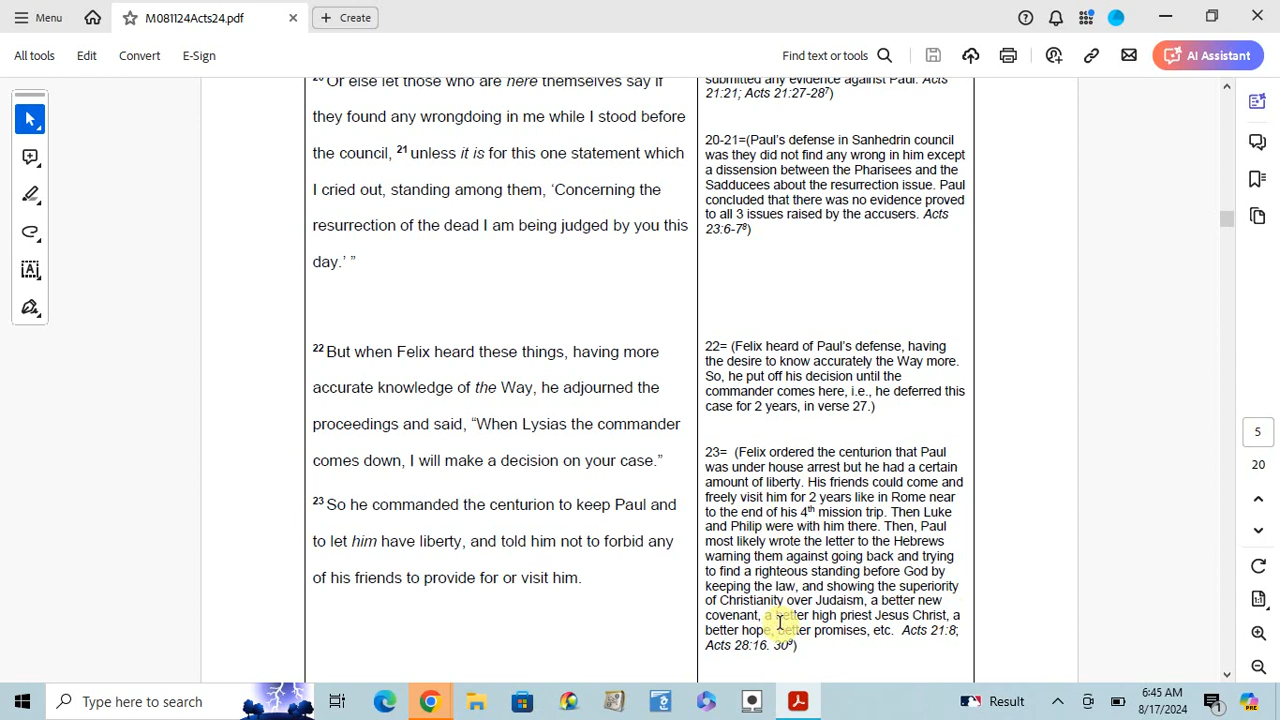 Menu
M081124Acts24.pdf
Create
All tools
Edit
Convert
E-Sign
Find text or tools
AI Assistant
20 Or else let those who are here themselves say if
they found any wrongdoing in me while I stood before
the council, 21 unless it is for this one statement which
I cried out, standing among them, ‘Concerning the
resurrection of the dead I am being judged by you this
day.’ ”
22 But when Felix heard these things, having more
accurate knowledge of the Way, he adjourned the
proceedings and said, “When Lysias the commander
comes down, I will make a decision on your case.”
23 So he commanded the centurion to keep Paul and
to let him have liberty, and told him not to forbid any
of his friends to provide for or visit him.
submitted any evidence against Paul. Acts
21:21; Acts 21:27-28⁷)
20-21=(Paul’s defense in Sanhedrin council
was they did not find any wrong in him except
a dissension between the Pharisees and the
Sadducees about the resurrection issue. Paul
concluded that there was no evidence proved
to all 3 issues raised by the accusers. Acts
23:6-7⁸)
22= (Felix heard of Paul’s defense, having
the desire to know accurately the Way more.
So, he put off his decision until the
commander comes here, i.e., he deferred this
case for 2 years, in verse 27.)
23= (Felix ordered the centurion that Paul
was under house arrest but he had a certain
amount of liberty. His friends could come and
freely visit him for 2 years like in Rome near
to the end of his 4th mission trip. Then Luke
and Philip were with him there. Then, Paul
most likely wrote the letter to the Hebrews
warning them against going back and trying
to find a righteous standing before God by
keeping the law, and showing the superiority
of Christianity over Judaism, a better new
covenant, a better high priest Jesus Christ, a
better hope, better promises, etc. Acts 21:8;
Acts 28:16. 30⁹)
5
20
Type here to search
Result
6:45 AM
8/17/2024
1